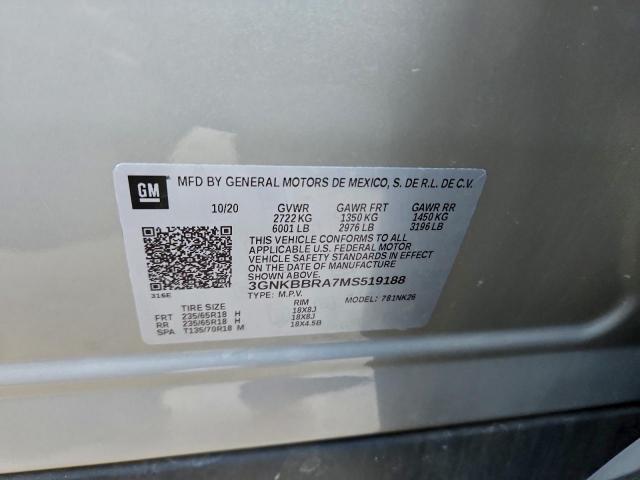 GM
MFD BY GENERAL MOTORS DE MEXICO, S. DE R.L. DE C.V.
10/20 GVWR GAWR FRT GAWR RR
2722 KG 1350 KG 1450 KG
6001 LB 2976 LB 3196 LB
THIS VEHICLE CONFORMS TO ALL
APPLICABLE U.S. FEDERAL MOTOR
VEHICLE SAFETY STANDARDS IN EFFECT
ON THE DATE OF MANUFACTURE
SHOWN ABOVE.
3GNKBBRA7MS519188
316E
TYPE: M.P.V. MODEL: 781NK26
TIRE SIZE RIM
FRT 235/65R18 H 18X8J
RR 235/65R18 H 18X8J
SPA T135/70R18 M 18X4.5B